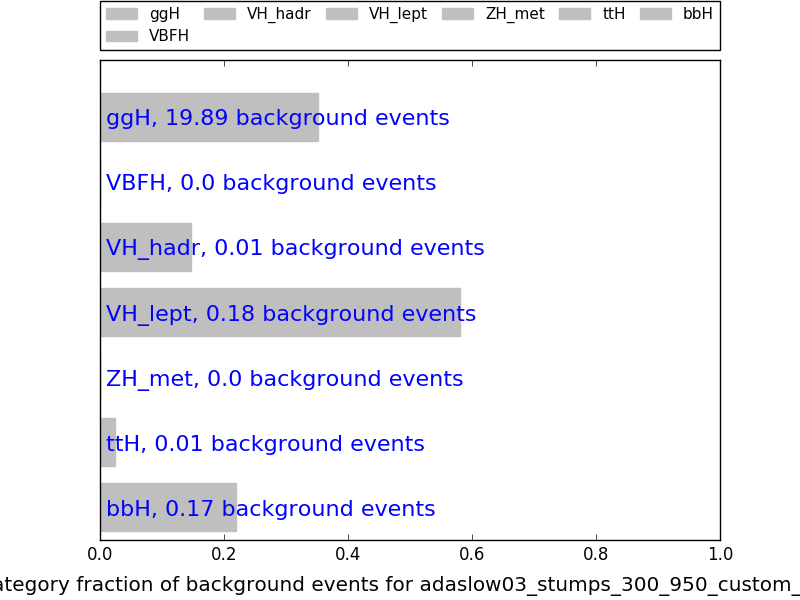 ggH VH_hadr VH_lept ZH_met ttH bbH
VBFH
ggH, 19.89 background events
VBFH, 0.0 background events
VH_hadr, 0.01 background events
VH_lept, 0.18 background events
ZH_met, 0.0 background events
ttH, 0.01 background events
bbH, 0.17 background events
0.0 0.2 0.4 0.6 0.8 1.0
ategory fraction of background events for adaslow03_stumps_300_950_custom_